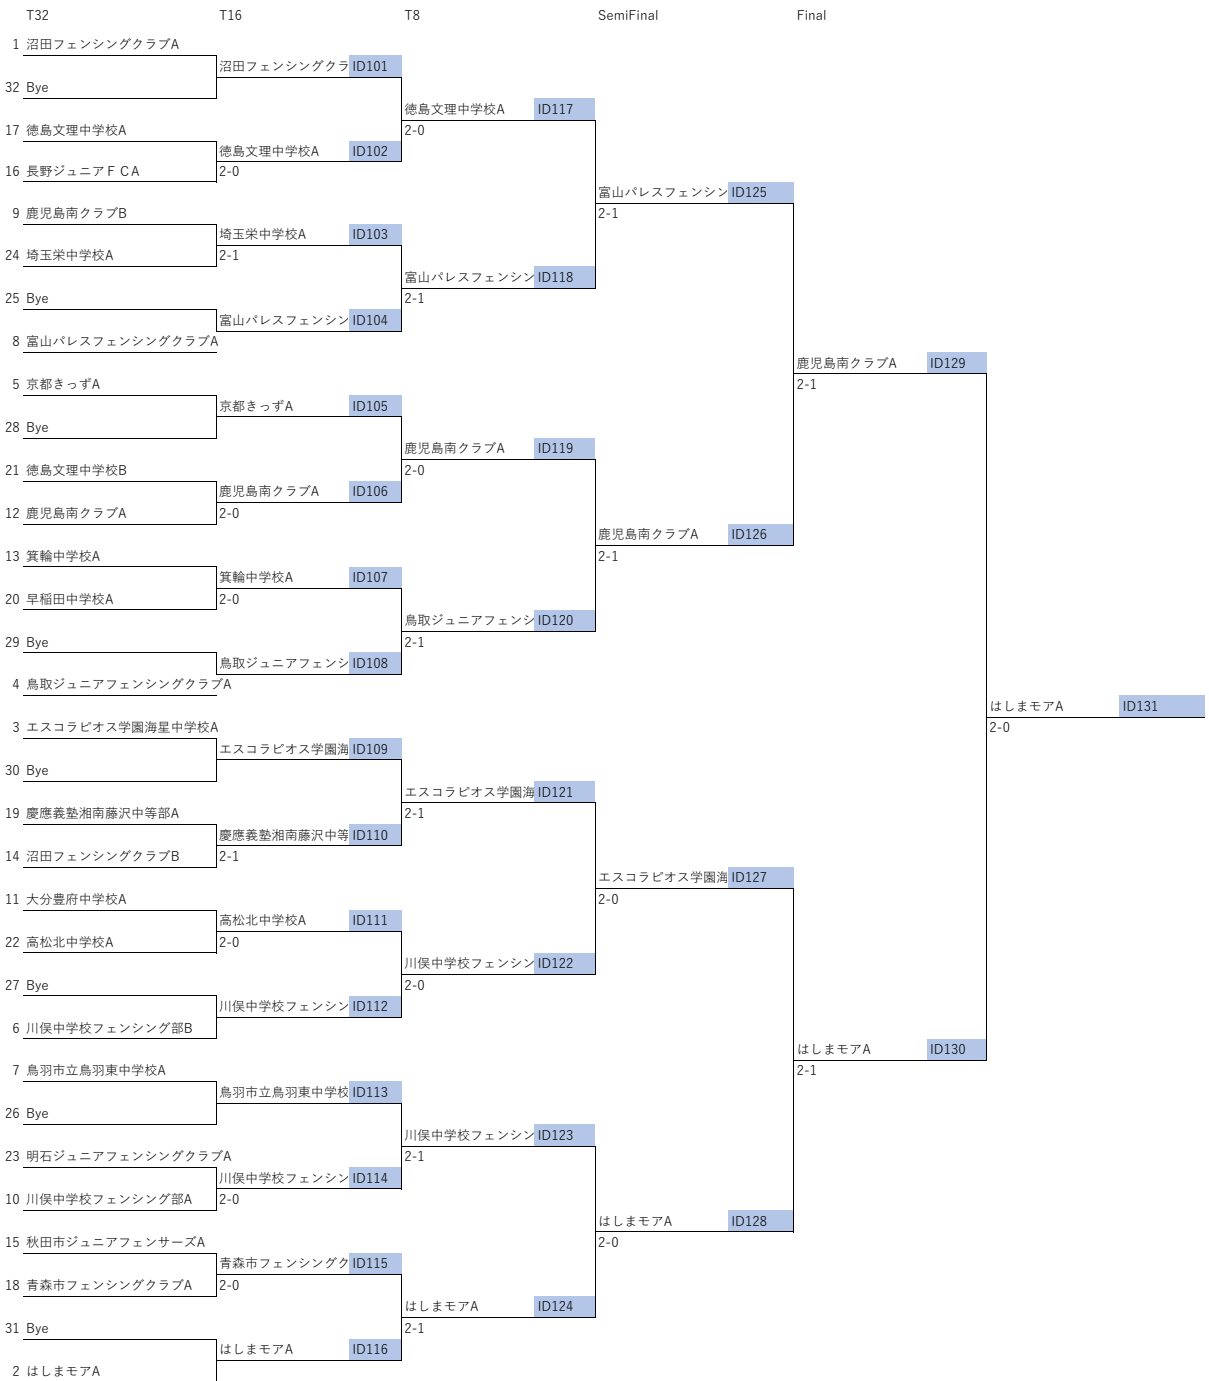 T32 T16 T8 SemiFinal Final
1 沼田フェンシングクラブA
沼田フェンシングクラ ID101
32 Bye
徳島文理中学校A ID117
17 徳島文理中学校A
2-0
徳島文理中学校A ID102
16 長野ジュニアＦＣA
2-0
富山パレスフェンシン ID125
9 鹿児島南クラブB
2-1
埼玉栄中学校A ID103
24 埼玉栄中学校A
2-1
富山パレスフェンシン ID118
25 Bye
2-1
富山パレスフェンシン ID104
8 富山パレスフェンシングクラブA
鹿児島南クラブA ID129
5 京都きっずA
2-1
京都きっずA ID105
28 Bye
鹿児島南クラブA ID119
21 徳島文理中学校B
2-0
鹿児島南クラブA ID106
12 鹿児島南クラブA
2-0
鹿児島南クラブA ID126
13 箕輪中学校A
2-1
箕輪中学校A ID107
20 早稲田中学校A
2-0
鳥取ジュニアフェンシ ID120
29 Bye
2-1
鳥取ジュニアフェンシ ID108
4 鳥取ジュニアフェンシングクラブA
はしまモアA ID131
3 エスコラピオス学園海星中学校A
2-0
エスコラピオス学園海 ID109
30 Bye
エスコラピオス学園海 ID121
19 慶應義塾湘南藤沢中等部A
2-1
慶應義塾湘南藤沢中等 ID110
14 沼田フェンシングクラブB
2-1
エスコラピオス学園海 ID127
11 大分豊府中学校A
2-0
高松北中学校A ID111
22 高松北中学校A
2-0
川俣中学校フェンシン ID122
27 Bye
2-0
川俣中学校フェンシン ID112
6 川俣中学校フェンシング部B
はしまモアA ID130
7 鳥羽市立鳥羽東中学校A
2-1
鳥羽市立鳥羽東中学校 ID113
26 Bye
川俣中学校フェンシン ID123
23 明石ジュニアフェンシングクラブA
2-1
川俣中学校フェンシン ID114
10 川俣中学校フェンシング部A
2-0
はしまモアA ID128
15 秋田市ジュニアフェンサーズA
2-0
青森市フェンシングク ID115
18 青森市フェンシングクラブA
2-0
はしまモアA ID124
31 Bye
2-1
はしまモアA ID116
2 はしまモアA